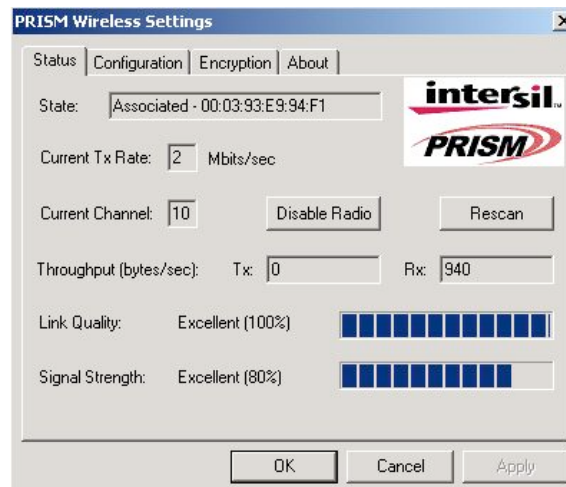 PRISM Wireless Settings
Status Configuration Encryption About
intersil™
PRISM
State: Associated - 00:03:93:E9:94:F1
Current Tx Rate: 2 Mbits/sec
Current Channel: 10 Disable Radio Rescan
Throughput (bytes/sec): Tx: 0 Rx: 940
Link Quality: Excellent (100%)
Signal Strength: Excellent (80%)
OK Cancel Apply